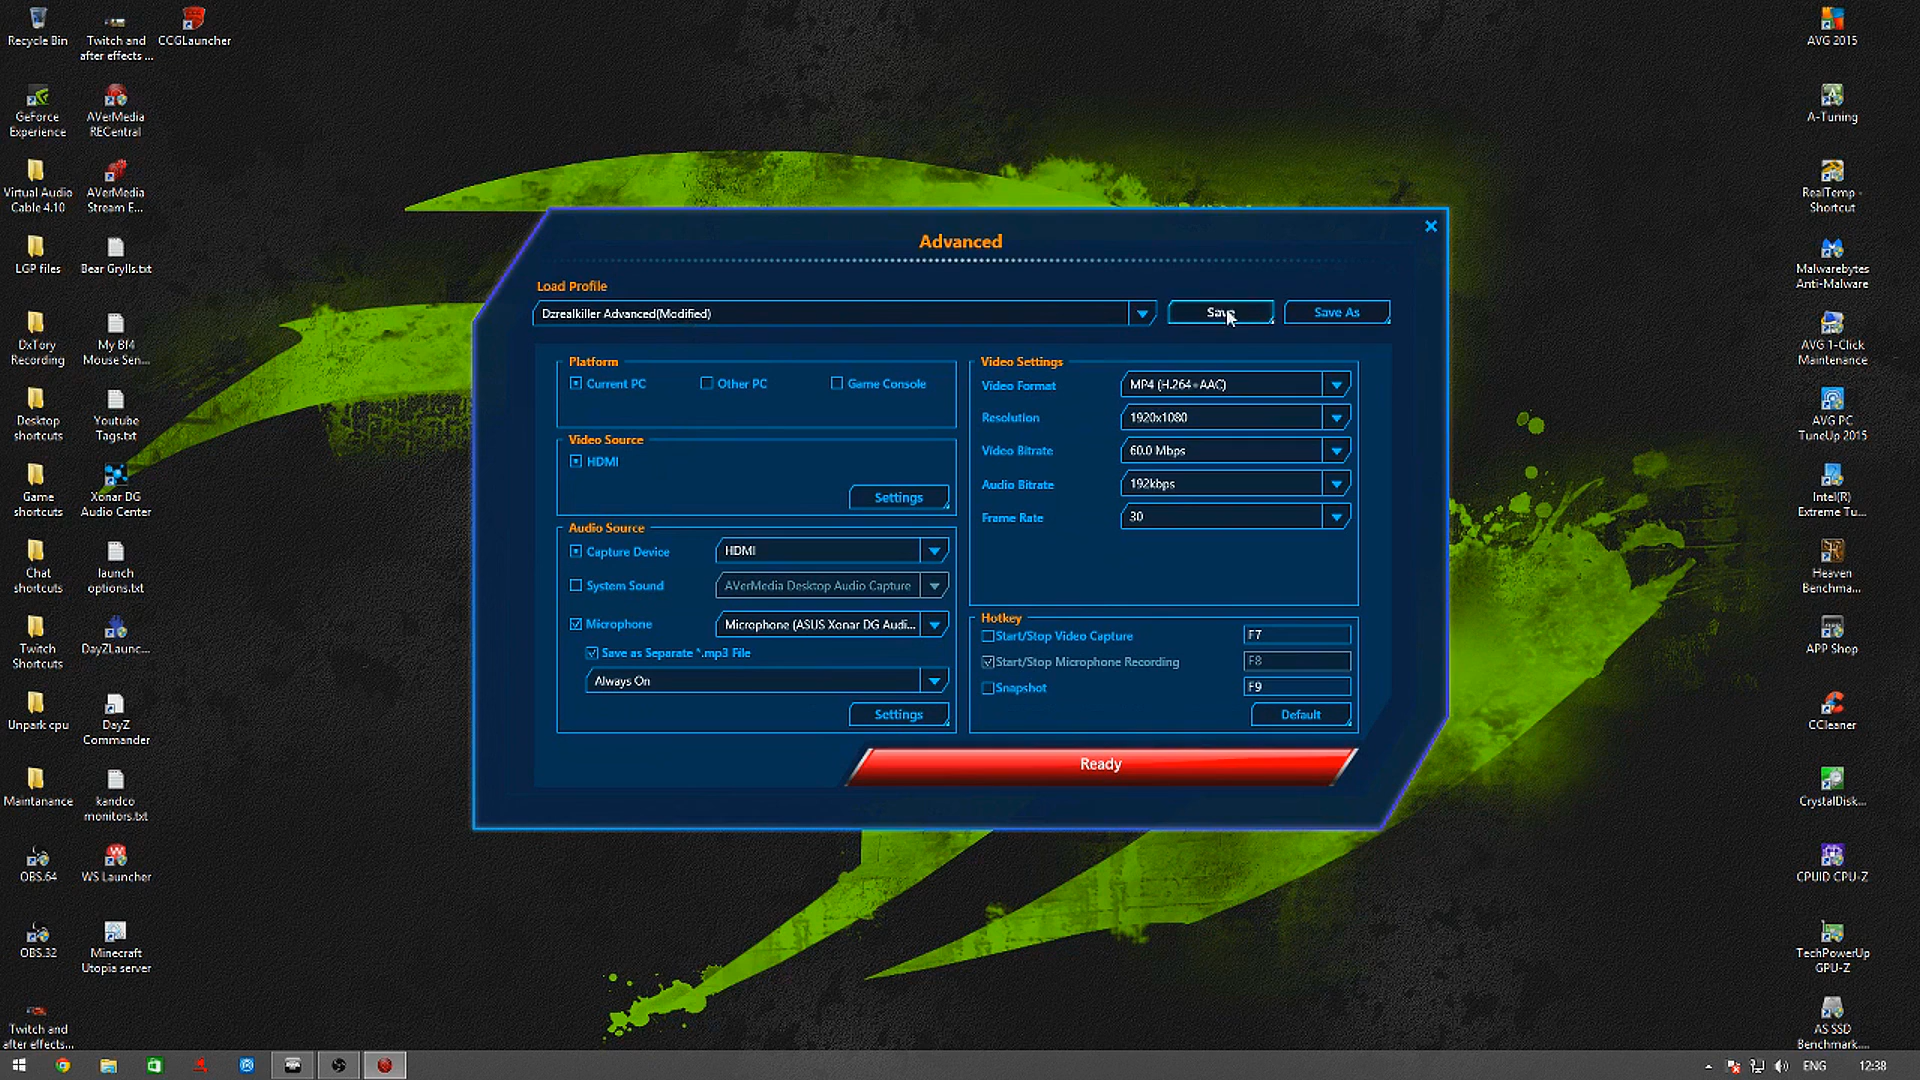 Recycle Bin
Twitch and
after effects ...
CCGLauncher
GeForce
Experience
AVerMedia
RECentral
Virtual Audio
Cable 4.10
AVerMedia
Stream E...
LGP files
Bear Grylls.txt
DxTory
Recording
My Bf4
Mouse Sen...
Desktop
shortcuts
Youtube
Tags.txt
Game
shortcuts
Xonar DG
Audio Center
Chat
shortcuts
launch
options.txt
Twitch
Shortcuts
DayZLaunc...
Unpark cpu
DayZ
Commander
Maintanance
kandco
monitors.txt
OBS.64
WS Launcher
OBS.32
Minecraft
Utopia server
Twitch and
after effects...
Advanced
Load Profile
Dzrealkiller Advanced(Modified)
Save
Save As
Platform
Current PC
Other PC
Game Console
Video Source
HDMI
Settings
Audio Source
Capture Device
HDMI
System Sound
AVerMedia Desktop Audio Capture
Microphone
Microphone (ASUS Xonar DG Audi...
Save as Separate *.mp3 File
Always On
Settings
Video Settings
Video Format
MP4 (H.264+AAC)
Resolution
1920x1080
Video Bitrate
60.0 Mbps
Audio Bitrate
192kbps
Frame Rate
30
Hotkey
Start/Stop Video Capture
F7
Start/Stop Microphone Recording
F8
Snapshot
F9
Default
Ready
AVG 2015
A-Tuning
RealTemp -
Shortcut
Malwarebytes
Anti-Malware
AVG 1-Click
Maintenance
AVG PC
TuneUp 2015
Intel(R)
Extreme Tu...
Heaven
Benchma...
APP Shop
CCleaner
CrystalDisk...
CPUID CPU-Z
TechPowerUp
GPU-Z
AS SSD
Benchmark....
ENG
12:38